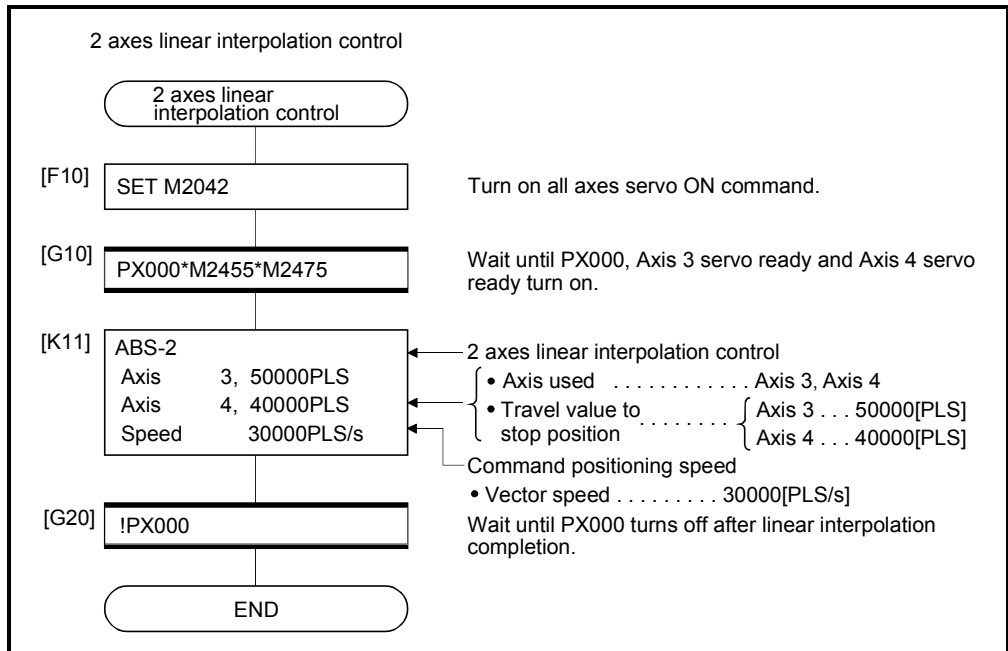 2 axes linear interpolation control
2 axes linear
interpolation control
[F10]
SET M2042
Turn on all axes servo ON command.
[G10]
PX000*M2455*M2475
Wait until PX000, Axis 3 servo ready and Axis 4 servo
ready turn on.
[K11]
ABS-2
Axis 3, 50000PLS
Axis 4, 40000PLS
Speed 30000PLS/s
2 axes linear interpolation control
• Axis used . . . . . . . . . . . . Axis 3, Axis 4
• Travel value to
stop position . . . . . . . .
Axis 3 . . . 50000[PLS]
Axis 4 . . . 40000[PLS]
Command positioning speed
• Vector speed . . . . . . . . . 30000[PLS/s]
[G20]
!PX000
Wait until PX000 turns off after linear interpolation
completion.
END